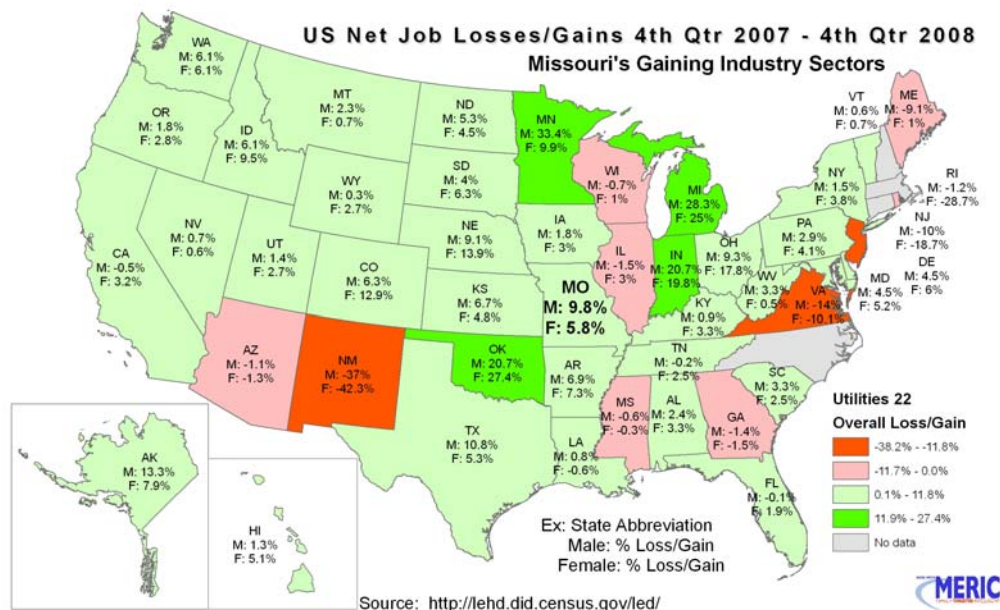 US Net Job Losses/Gains 4th Qtr 2007 - 4th Qtr 2008
Missouri's Gaining Industry Sectors
WA
M: 6.1%
F: 6.1%
OR
M: 1.8%
F: 2.8%
ID
M: 6.1%
F: 9.5%
MT
M: 2.3%
F: 0.7%
ND
M: 5.3%
F: 4.5%
MN
M: 33.4%
F: 9.9%
SD
M: 4%
F: 6.3%
WY
M: 0.3%
F: 2.7%
WI
M: -0.7%
F: 1%
MI
M: 28.3%
F: 25%
VT
M: 0.6%
F: 0.7%
ME
M: -9.1%
F: 1%
NY
M: 1.5%
F: 3.8%
RI
M: -1.2%
F: -28.7%
NJ
M: -10%
F: -18.7%
DE
M: 4.5%
F: 6%
MD
M: 4.5%
F: 5.2%
PA
M: 2.9%
F: 4.1%
CA
M: -0.5%
F: 3.2%
NV
M: 0.7%
F: 0.6%
UT
M: 1.4%
F: 2.7%
CO
M: 6.3%
F: 12.9%
NE
M: 9.1%
F: 13.9%
KS
M: 6.7%
F: 4.8%
IA
M: 1.8%
F: 3%
MO
M: 9.8%
F: 5.8%
IL
M: -1.5%
F: 3%
IN
M: 20.7%
F: 19.8%
OH
M: 9.3%
F: 17.8%
WV
M: 3.3%
F: 0.5%
VA
M: -14%
F: -10.1%
KY
M: 0.9%
F: 3.3%
AZ
M: -1.1%
F: -1.3%
NM
M: -37%
F: -42.3%
OK
M: 20.7%
F: 27.4%
AR
M: 6.9%
F: 7.3%
TN
M: -0.2%
F: 2.5%
SC
M: 3.3%
F: 2.5%
TX
M: 10.8%
F: 5.3%
LA
M: 0.8%
F: -0.6%
MS
M: -0.6%
F: -0.3%
AL
M: 2.4%
F: 3.3%
GA
M: -1.4%
F: -1.5%
FL
M: -0.1%
F: 1.9%
AK
M: 13.3%
F: 7.9%
HI
M: 1.3%
F: 5.1%
Utilities 22
Overall Loss/Gain
-38.2% - -11.8%
-11.7% - 0.0%
0.1% - 11.8%
11.9% - 27.4%
No data
Ex: State Abbreviation
Male: % Loss/Gain
Female: % Loss/Gain
Source: http://lehd.did.census.gov/led/
MERIC